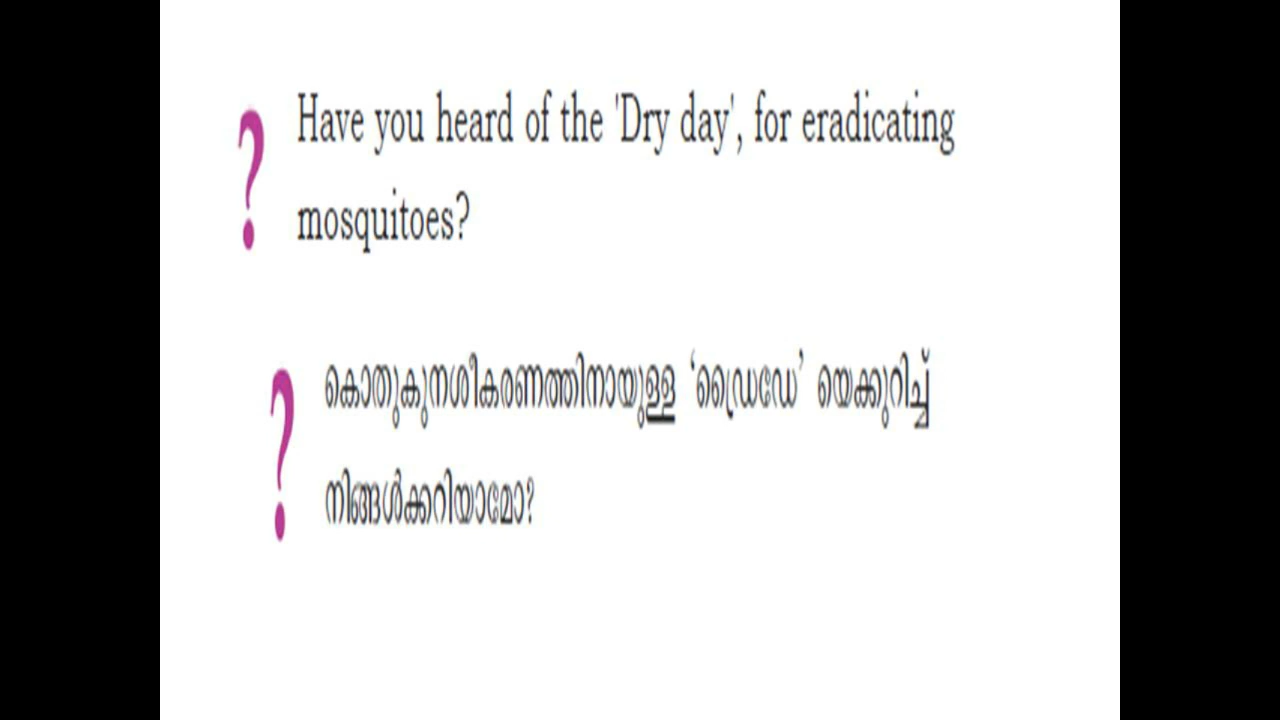 ? Have you heard of the 'Dry day', for eradicating
mosquitoes?
? കൊതുകുനശീകരണത്തിനായുള്ള ‘ഡ്രൈഡേ’ യെക്കുറിച്ച്
നിങ്ങൾക്കറിയാമോ?